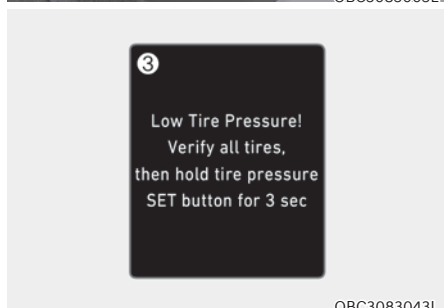 ③
Low Tire Pressure!
Verify all tires,
then hold tire pressure
SET button for 3 sec
OBC3083043L